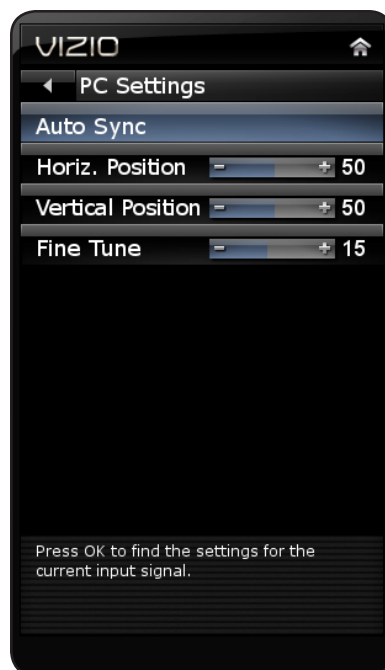 VIZIO
PC Settings
Auto Sync
Horiz. Position - + 50
Vertical Position - + 50
Fine Tune - + 15
Press OK to find the settings for the
current input signal.